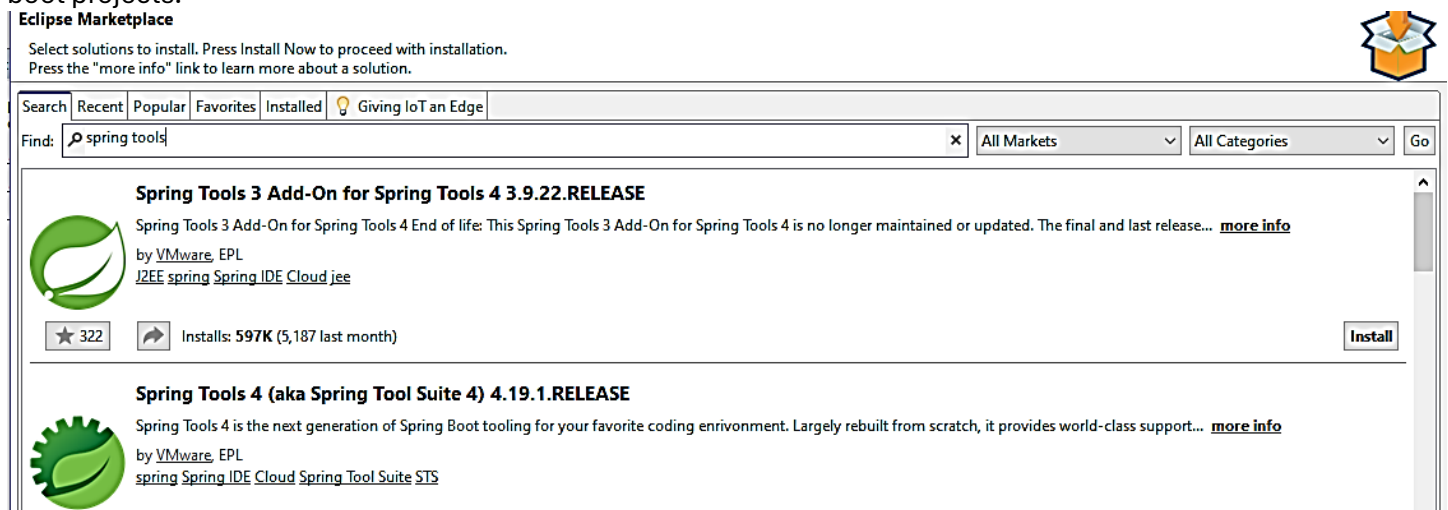 boot projects.
Eclipse Marketplace
Select solutions to install. Press Install Now to proceed with installation.
Press the "more info" link to learn more about a solution.
Search Recent Popular Favorites Installed Giving IoT an Edge
Find: spring tools × All Markets All Categories Go
Spring Tools 3 Add-On for Spring Tools 4 3.9.22.RELEASE
Spring Tools 3 Add-On for Spring Tools 4 End of life: This Spring Tools 3 Add-On for Spring Tools 4 is no longer maintained or updated. The final and last release... more info
by VMware, EPL
J2EE spring Spring IDE Cloud jee
322 Installs: 597K (5,187 last month) Install
Spring Tools 4 (aka Spring Tool Suite 4) 4.19.1.RELEASE
Spring Tools 4 is the next generation of Spring Boot tooling for your favorite coding enrivonment. Largely rebuilt from scratch, it provides world-class support... more info
by VMware, EPL
spring Spring IDE Cloud Spring Tool Suite STS